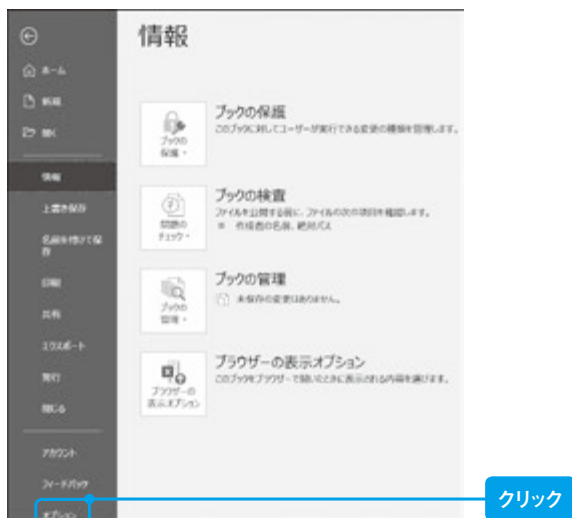 情報
ホーム
新規
開く
情報
上書き保存
名前を付けて保
存
印刷
共有
エクスポート
発行
閉じる
アカウント
フィードバック
オプション
ブックの
保護
ブックの保護
このブックに対してユーザーが実行できる変更の種類を管理します。
問題の
チェック
ブックの検査
ファイルを公開する前に、ファイルの次の項目を確認します。
作成者の名前、絶対パス
ブックの
管理
ブックの管理
未保存の変更はありません。
ブラウザーの
表示オプション
ブラウザーの表示オプション
このブックをブラウザーで開いたときに表示される内容を選びます。
クリック